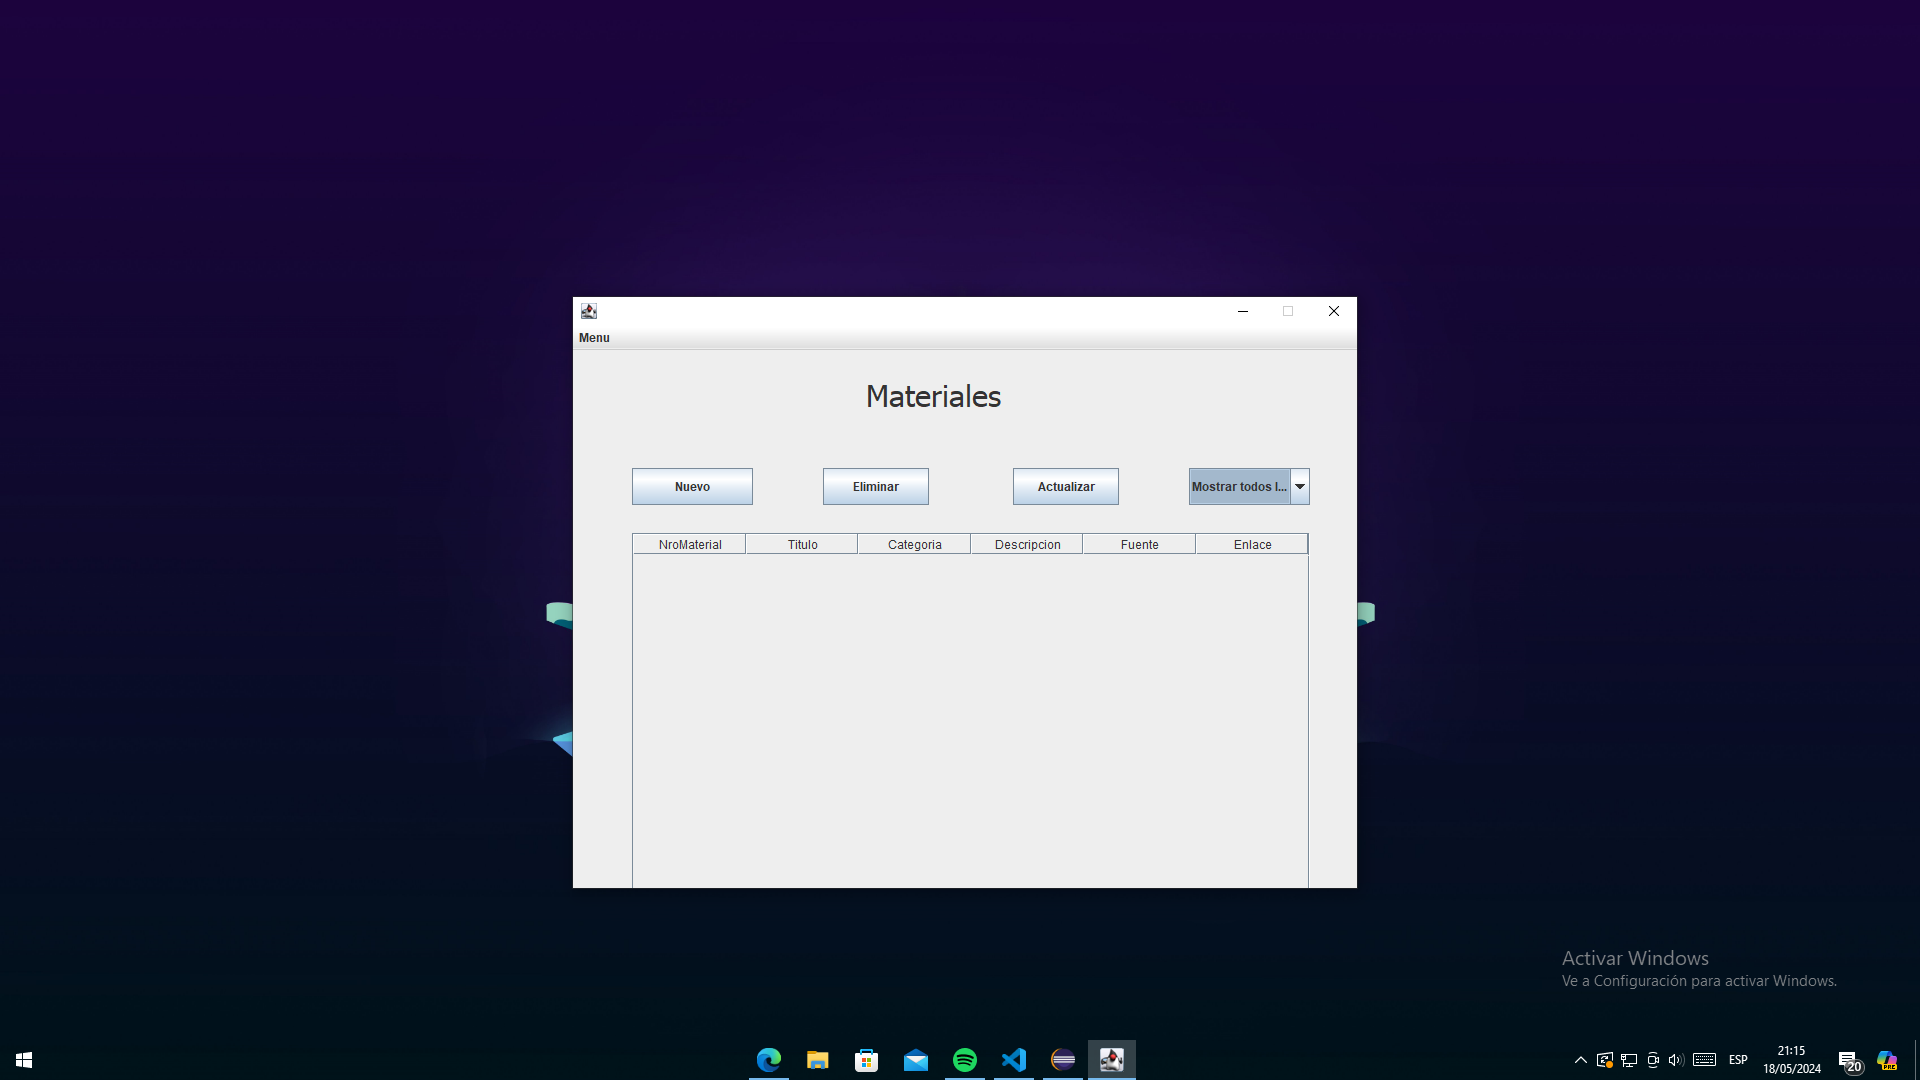 Menu
Materiales
Nuevo
Eliminar
Actualizar
Mostrar todos l...
NroMaterial
Titulo
Categoria
Descripcion
Fuente
Enlace
Activar Windows
Ve a Configuración para activar Windows.
ESP
21:15
18/05/2024
20
PRE